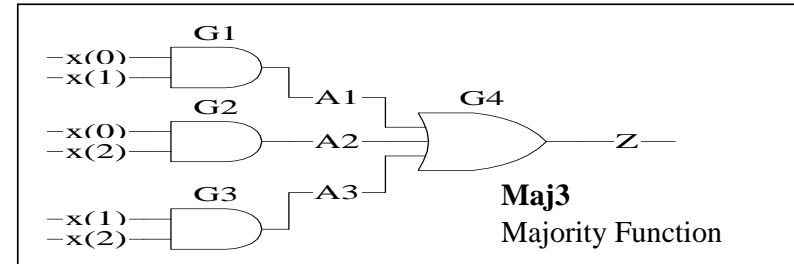 G1
x(0)
x(1)
A1
G2
G4
x(0)
x(2)
A2
Z
G3
A3
x(1)
x(2)
Maj3
Majority Function